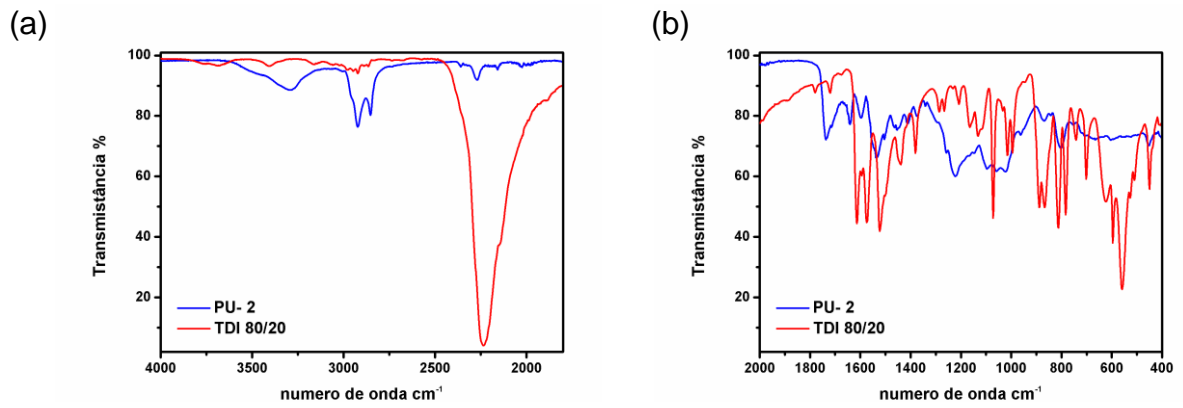 (a)
Transmistância %
100
80
60
40
20
PU- 2
TDI 80/20
4000 3500 3000 2500 2000
numero de onda cm-1
(b)
Transmistância %
100
80
60
40
20
PU- 2
TDI 80/20
2000 1800 1600 1400 1200 1000 800 600 400
numero de onda cm-1